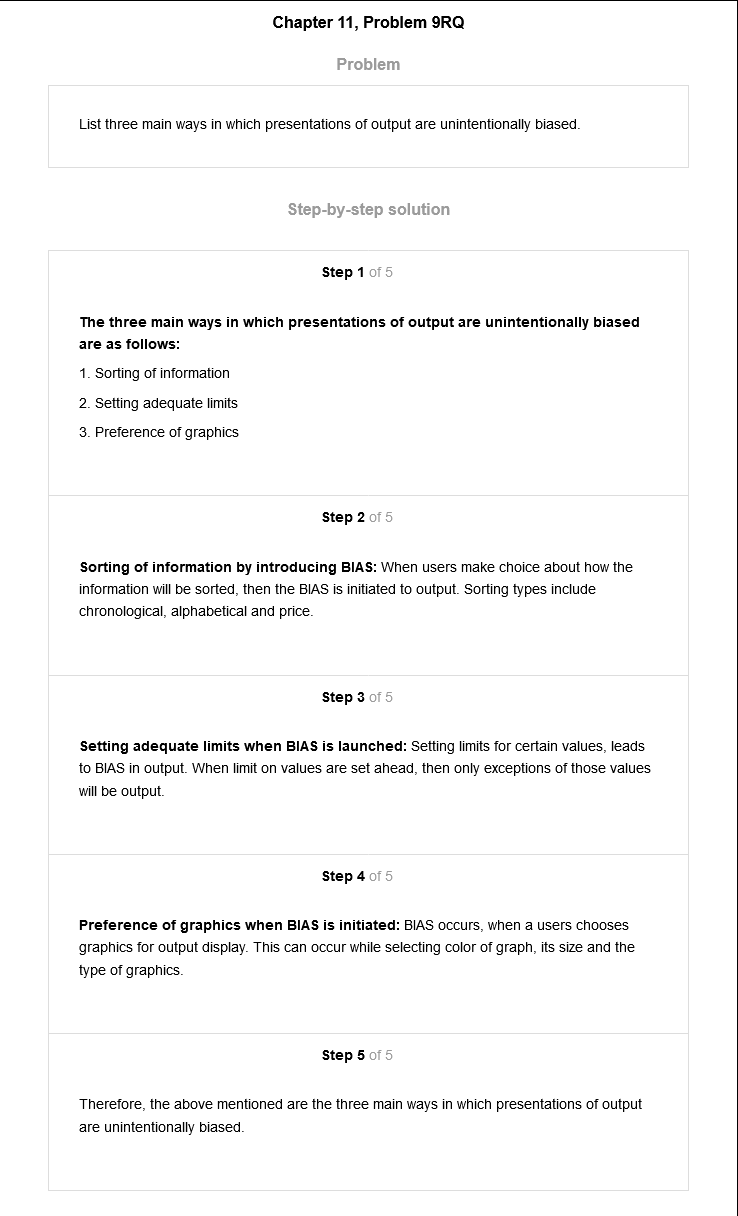 Chapter 11, Problem 9RQ
Problem
List three main ways in which presentations of output are unintentionally biased.
Step-by-step solution
Step 1 of 5
The three main ways in which presentations of output are unintentionally biased
are as follows:
1. Sorting of information
2. Setting adequate limits
3. Preference of graphics
Step 2 of 5
Sorting of information by introducing BIAS: When users make choice about how the
information will be sorted, then the BIAS is initiated to output. Sorting types include
chronological, alphabetical and price.
Step 3 of 5
Setting adequate limits when BIAS is launched: Setting limits for certain values, leads
to BIAS in output. When limit on values are set ahead, then only exceptions of those values
will be output.
Step 4 of 5
Preference of graphics when BIAS is initiated: BIAS occurs, when a users chooses
graphics for output display. This can occur while selecting color of graph, its size and the
type of graphics.
Step 5 of 5
Therefore, the above mentioned are the three main ways in which presentations of output
are unintentionally biased.